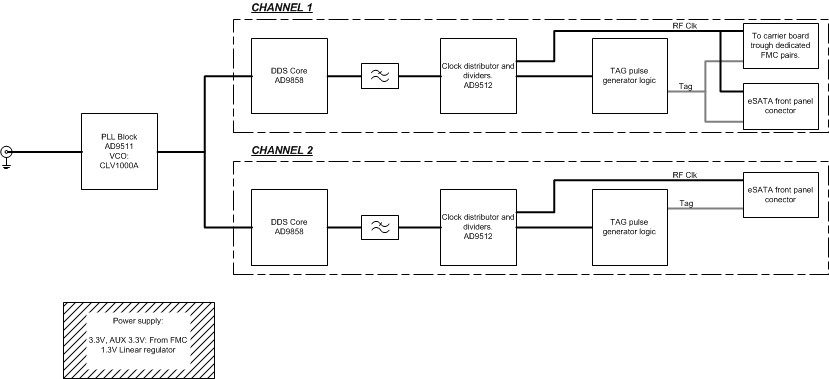 CHANNEL 1
RF Clk
To carrier board
trough dedicated
FMC pairs.
DDS Core
AD9858
Clock distributor and
dividers.
AD9512
TAG pulse
generator logic
Tag
eSATA front panel
conector
PLL Block
AD9511
VCO:
CLV1000A
CHANNEL 2
RF Clk
eSATA front panel
conector
DDS Core
AD9858
Clock distributor and
dividers.
AD9512
TAG pulse
generator logic
Tag
Power supply:
3.3V, AUX 3.3V: From FMC
1.3V Linear regulator